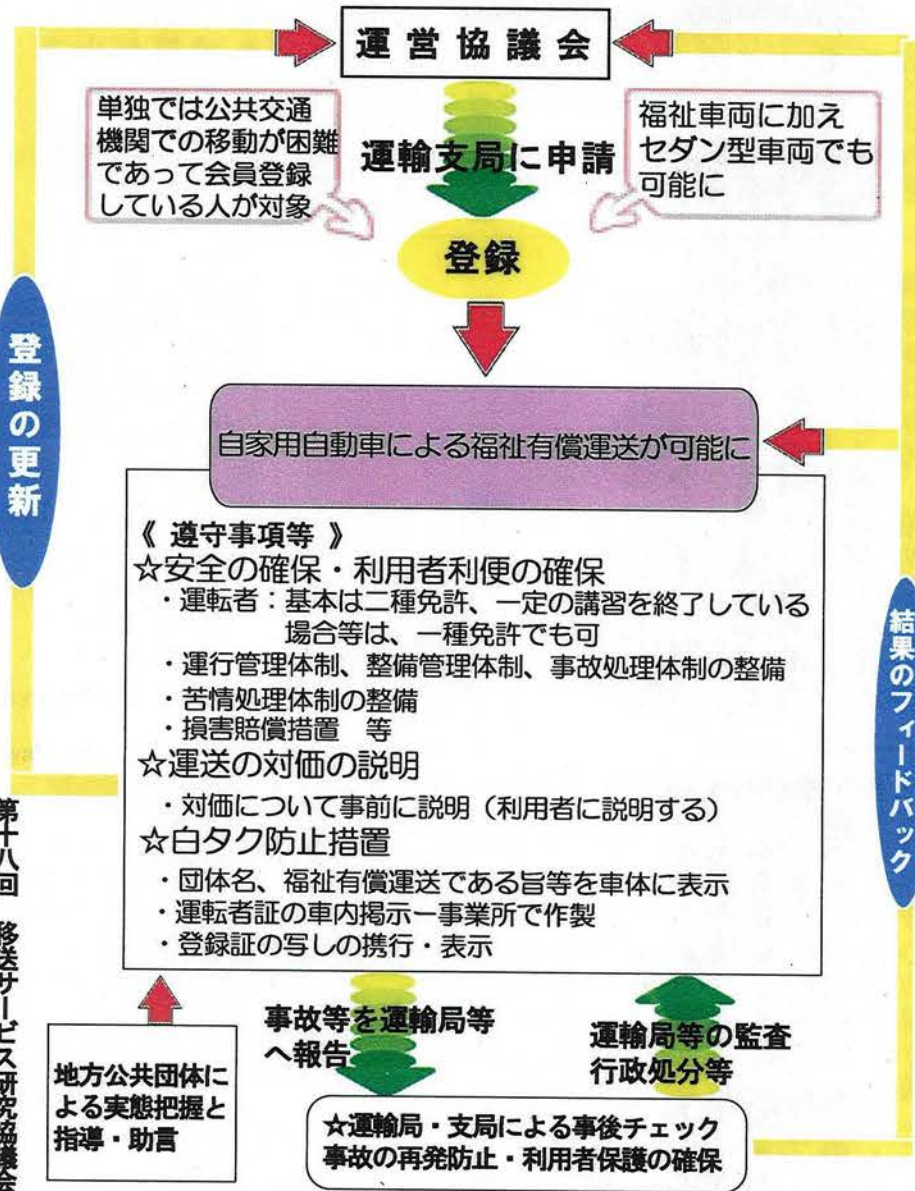 運営協議会
単独では公共交通
機関での移動が困難
であって会員登録
している人が対象
運輸支局に申請
福祉車両に加え
セダン型車両でも
可能に
登録
登録の更新
自家用自動車による福祉有償運送が可能に
《 遵守事項等 》
☆安全の確保・利用者利便の確保
・運転者:基本は二種免許、一定の講習を終了している
場合等は、一種免許でも可
・運行管理体制、整備管理体制、事故処理体制の整備
・苦情処理体制の整備
・損害賠償措置 等
☆運送の対価の説明
・対価について事前に説明(利用者に説明する)
☆白タク防止措置
・団体名、福祉有償運送である旨等を車体に表示
・運転者証の車内掲示ー事業所で作製
・登録証の写しの携行・表示
結果のフィードバック
事故等を運輸局等
へ報告
運輸局等の監査
行政処分等
地方公共団体に
よる実態把握と
指導・助言
☆運輸局・支局による事後チェック
事故の再発防止・利用者保護の確保
第十八回 移送サービス研究協議会